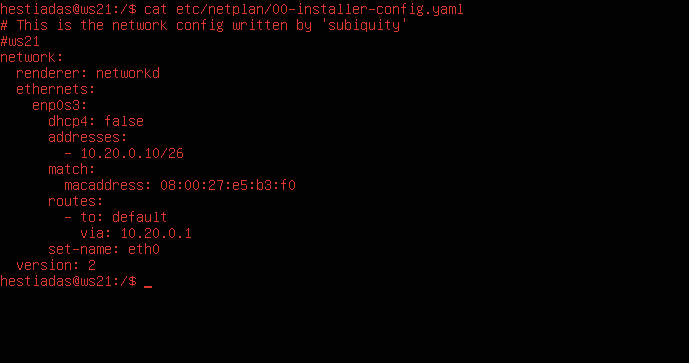 hestiadas@ws21:/$ cat etc/netplan/00-installer-config.yaml
# This is the network config written by 'subiquity'
#ws21
network:
  renderer: networkd
  ethernets:
    enp0s3:
      dhcp4: false
      addresses:
        - 10.20.0.10/26
      match:
        macaddress: 08:00:27:e5:b3:f0
      routes:
        - to: default
          via: 10.20.0.1
      set-name: eth0
  version: 2
hestiadas@ws21:/$ _